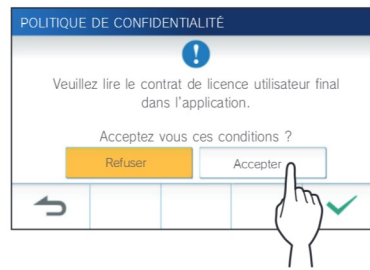 POLITIQUE DE CONFIDENTIALITÉ
Veuillez lire le contrat de licence utilisateur final
dans l'application.
Acceptez vous ces conditions ?
Refuser
Accepter